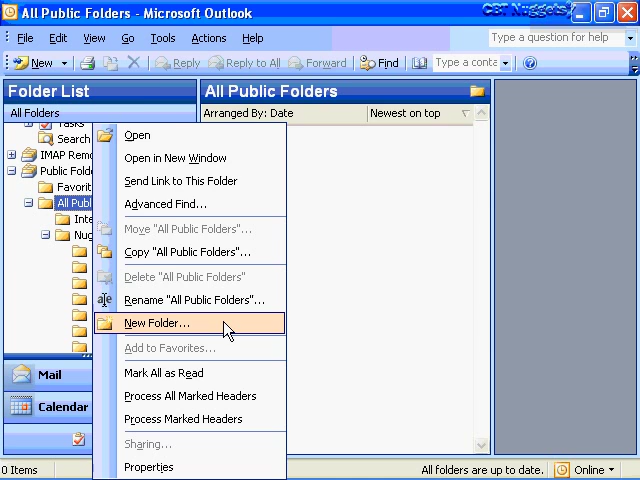 All Public Folders - Microsoft Outlook
CBT Nuggets
File Edit View Go Tools Actions Help
Type a question for help
New Reply Reply to All Forward Find Type a conta
Folder List
All Public Folders
All Folders
Arranged By: Date Newest on top
Tasks
Search
IMAP Remo
Public Folde
Favorit
All Publ
Inte
Nug
Open
Open in New Window
Send Link to This Folder
Advanced Find...
Move "All Public Folders"...
Copy "All Public Folders"...
Delete "All Public Folders"
Rename "All Public Folders"...
New Folder...
Add to Favorites...
Mark All as Read
Process All Marked Headers
Process Marked Headers
Sharing...
Properties
Mail
Calendar
0 Items
All folders are up to date.
Online